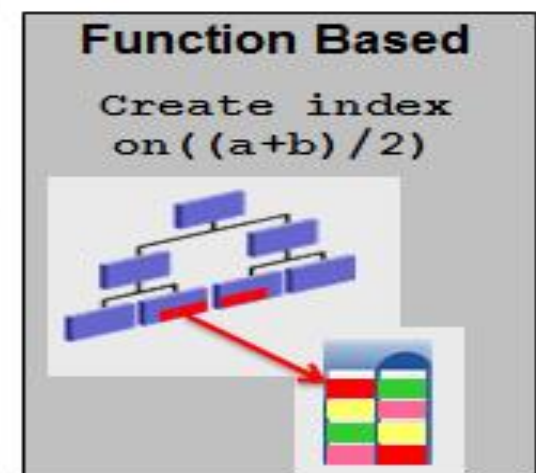 Function Based
Create index
on((a+b)/2)